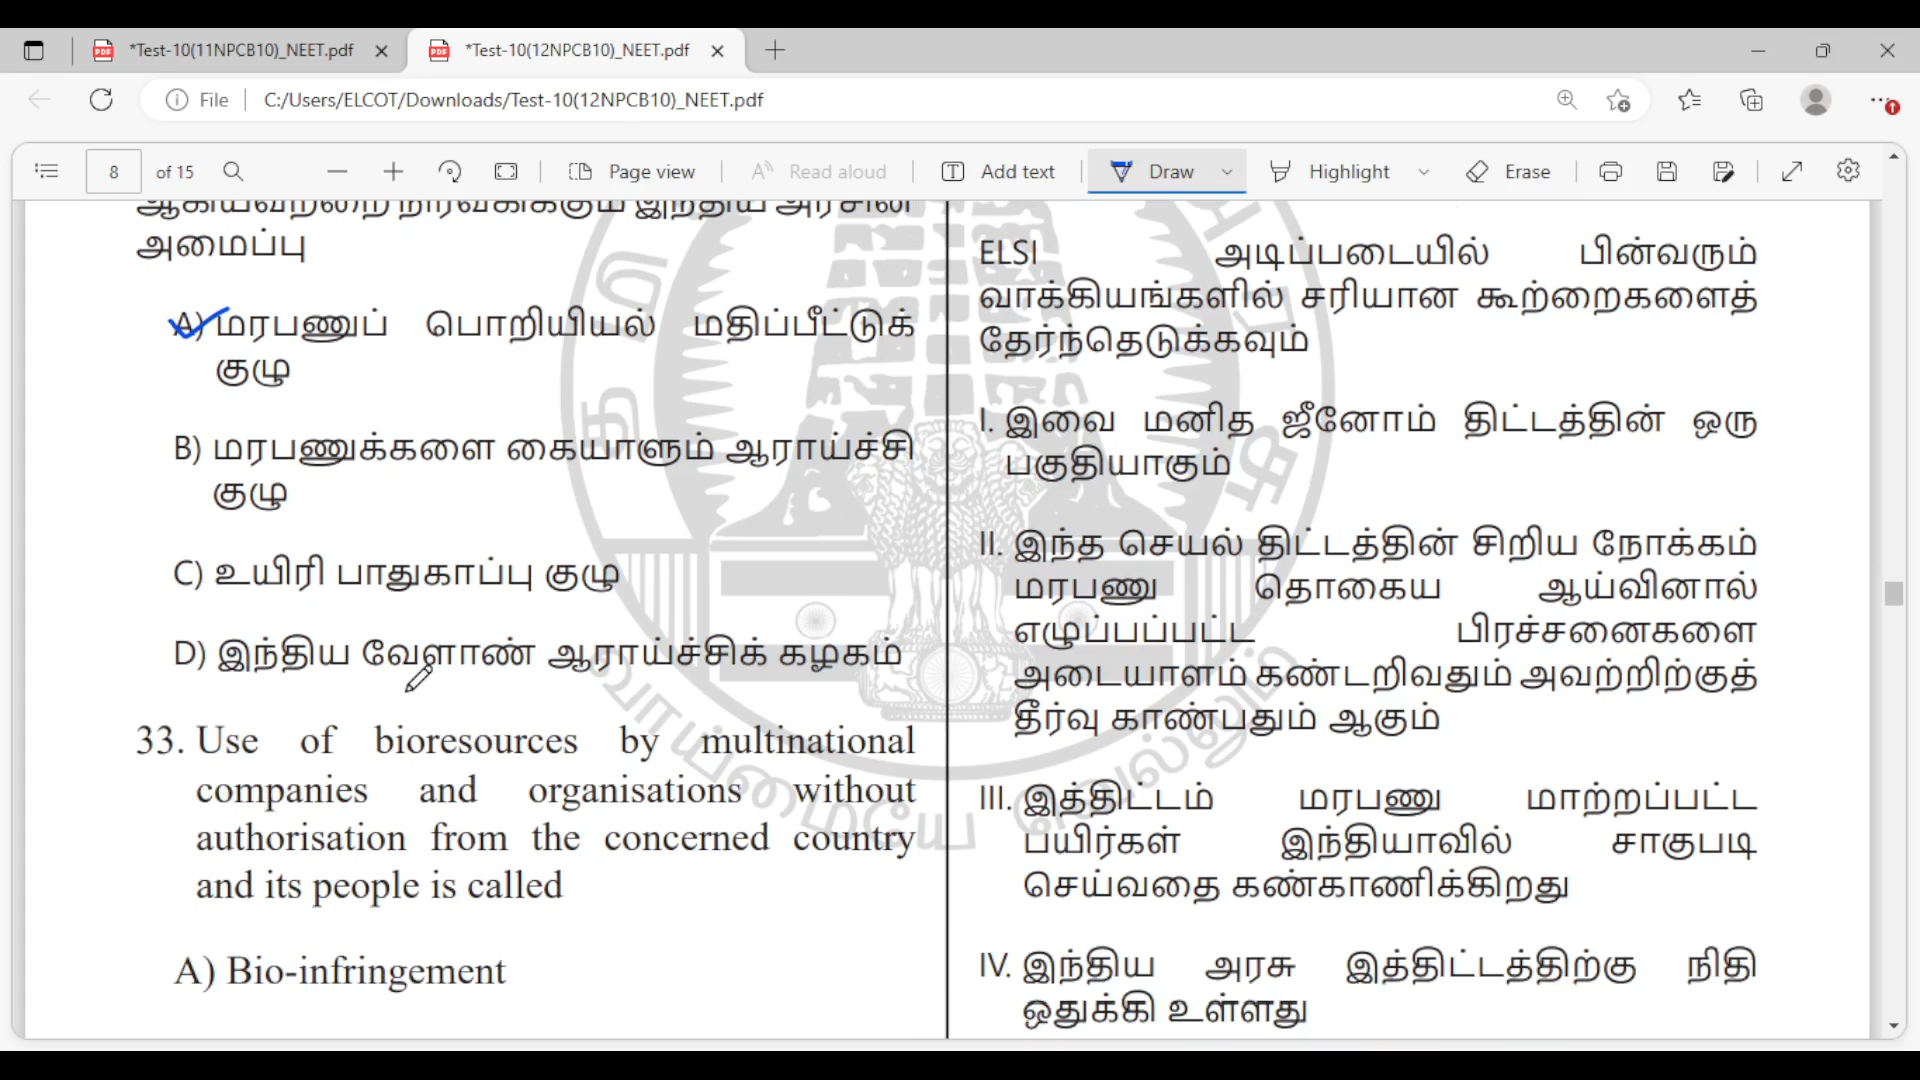 *Test-10(11NPCB10)_NEET.pdf
*Test-10(12NPCB10)_NEET.pdf
File
C:/Users/ELCOT/Downloads/Test-10(12NPCB10)_NEET.pdf
8 of 15
Page view
Read aloud
Add text
Draw
Highlight
Erase
ஆகியவற்றை நிர்வகிக்கும் இந்திய அரசின்
அமைப்பு
A) மரபணுப் பொறியியல் மதிப்பீட்டுக்
குழு
B) மரபணுக்களை கையாளும் ஆராய்ச்சி
குழு
C) உயிரி பாதுகாப்பு குழு
D) இந்திய வேளாண் ஆராய்ச்சிக் கழகம்
33. Use of bioresources by multinational
companies and organisations without
authorisation from the concerned country
and its people is called
A) Bio-infringement
ELSI அடிப்படையில் பின்வரும்
வாக்கியங்களில் சரியான கூற்றைகளைத்
தேர்ந்தெடுக்கவும்
I. இவை மனித ஜீனோம் திட்டத்தின் ஒரு
பகுதியாகும்
II. இந்த செயல் திட்டத்தின் சிறிய நோக்கம்
மரபணு தொகைய ஆய்வினால்
எழுப்பப்பட்ட பிரச்சனைகளை
அடையாளம் கண்டறிவதும் அவற்றிற்குத்
தீர்வு காண்பதும் ஆகும்
III. இத்திட்டம் மரபணு மாற்றப்பட்ட
பயிர்கள் இந்தியாவில் சாகுபடி
செய்வதை கண்காணிக்கிறது
IV. இந்திய அரசு இத்திட்டத்திற்கு நிதி
ஒதுக்கி உள்ளது
வாய்மையே வெல்லும்